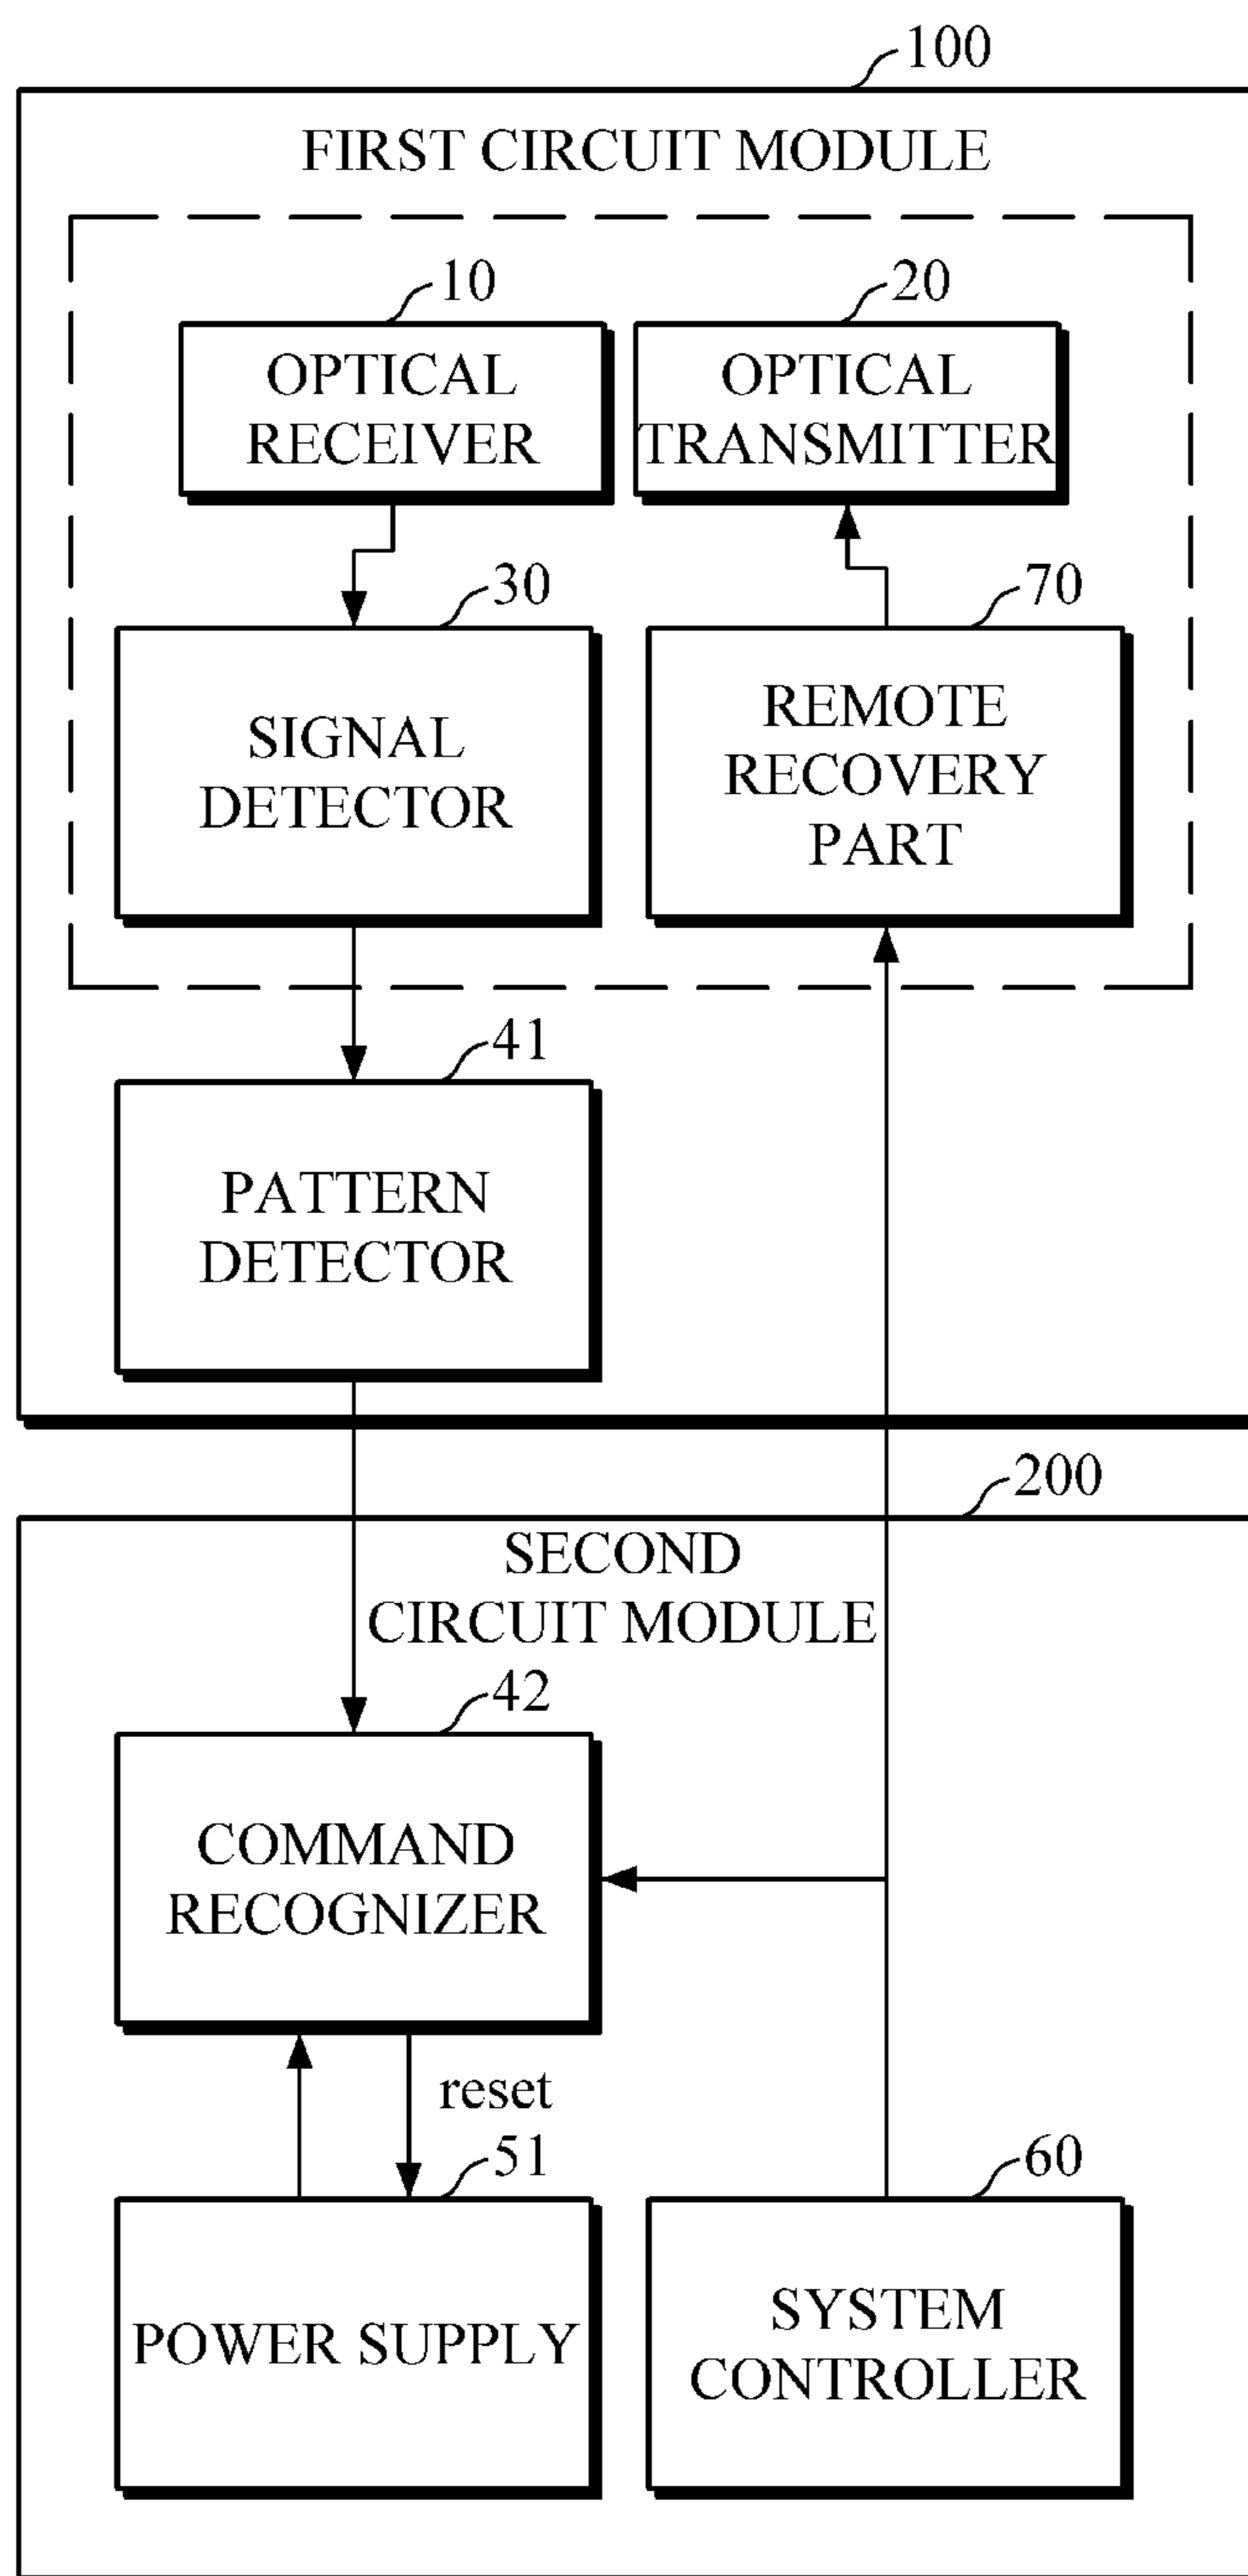 100
FIRST CIRCUIT MODULE
10
20
OPTICAL
RECEIVER
OPTICAL
TRANSMITTER
30
70
SIGNAL
DETECTOR
REMOTE
RECOVERY
PART
41
PATTERN
DETECTOR
200
SECOND
CIRCUIT MODULE
42
COMMAND
RECOGNIZER
reset
51
60
POWER SUPPLY
SYSTEM
CONTROLLER